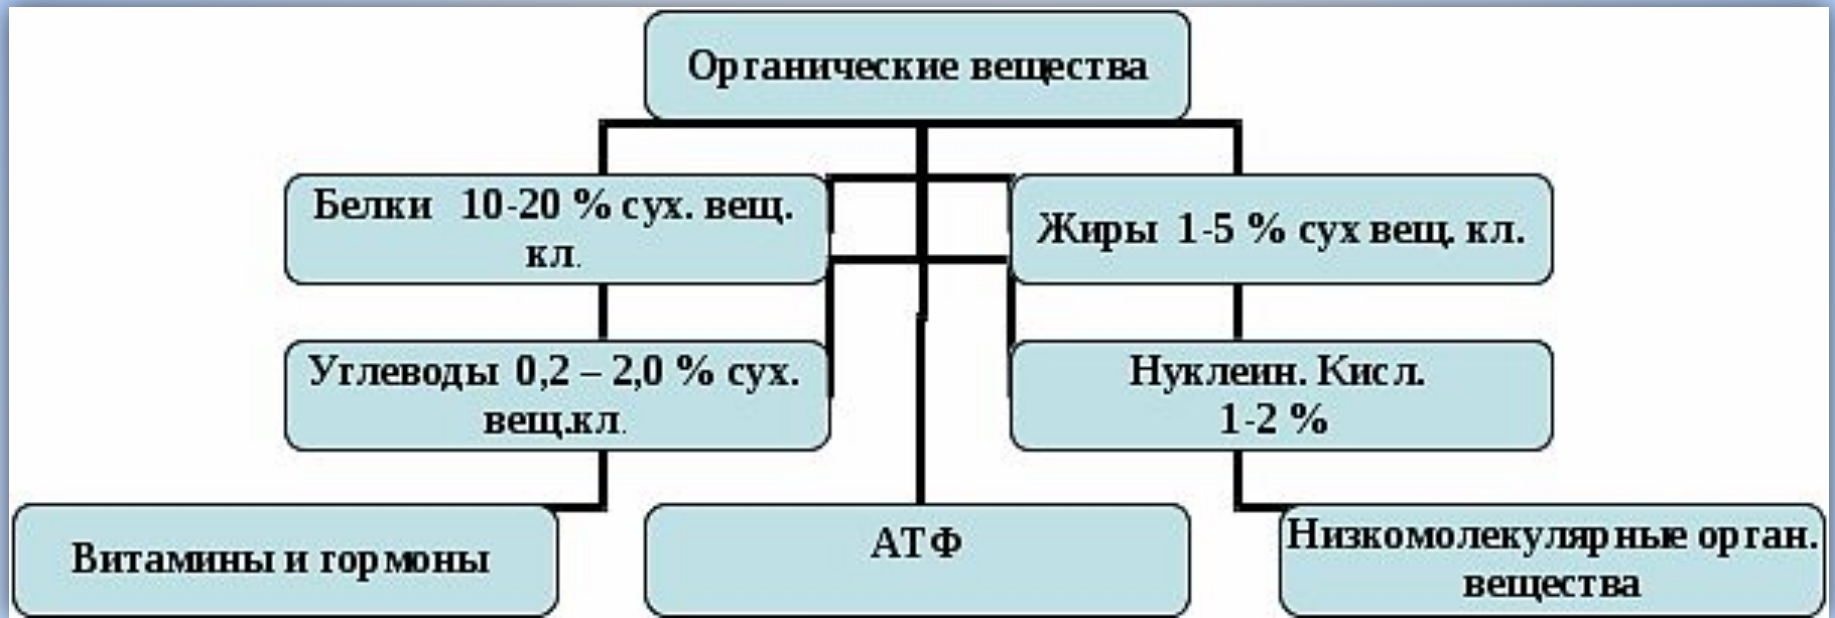 Органические вещества
Белки 10-20 % сух. вещ.
кл.
Жиры 1-5 % сух вещ. кл.
Углеводы 0,2 – 2,0 % сух.
вещ.кл.
Нуклеин. Кисл.
1-2 %
Витамины и гормоны
АТФ
Низкомолекулярные орган.
вещества